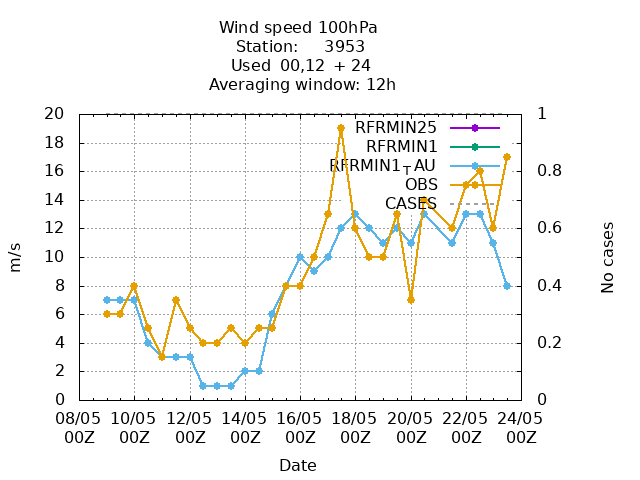 Wind speed 100hPa
Station: 3953
Used 00,12 + 24
Averaging window: 12h
20 1
18
16 0.8
14
12 0.6
10
8 0.4
6
4 0.2
2
0 0
RFRMIN25
RFRMIN1
RFRMIN1_AU
OBS
CASES
m/s
No cases
08/05 10/05 12/05 14/05 16/05 18/05 20/05 22/05 24/05
00Z 00Z 00Z 00Z 00Z 00Z 00Z 00Z 00Z
Date